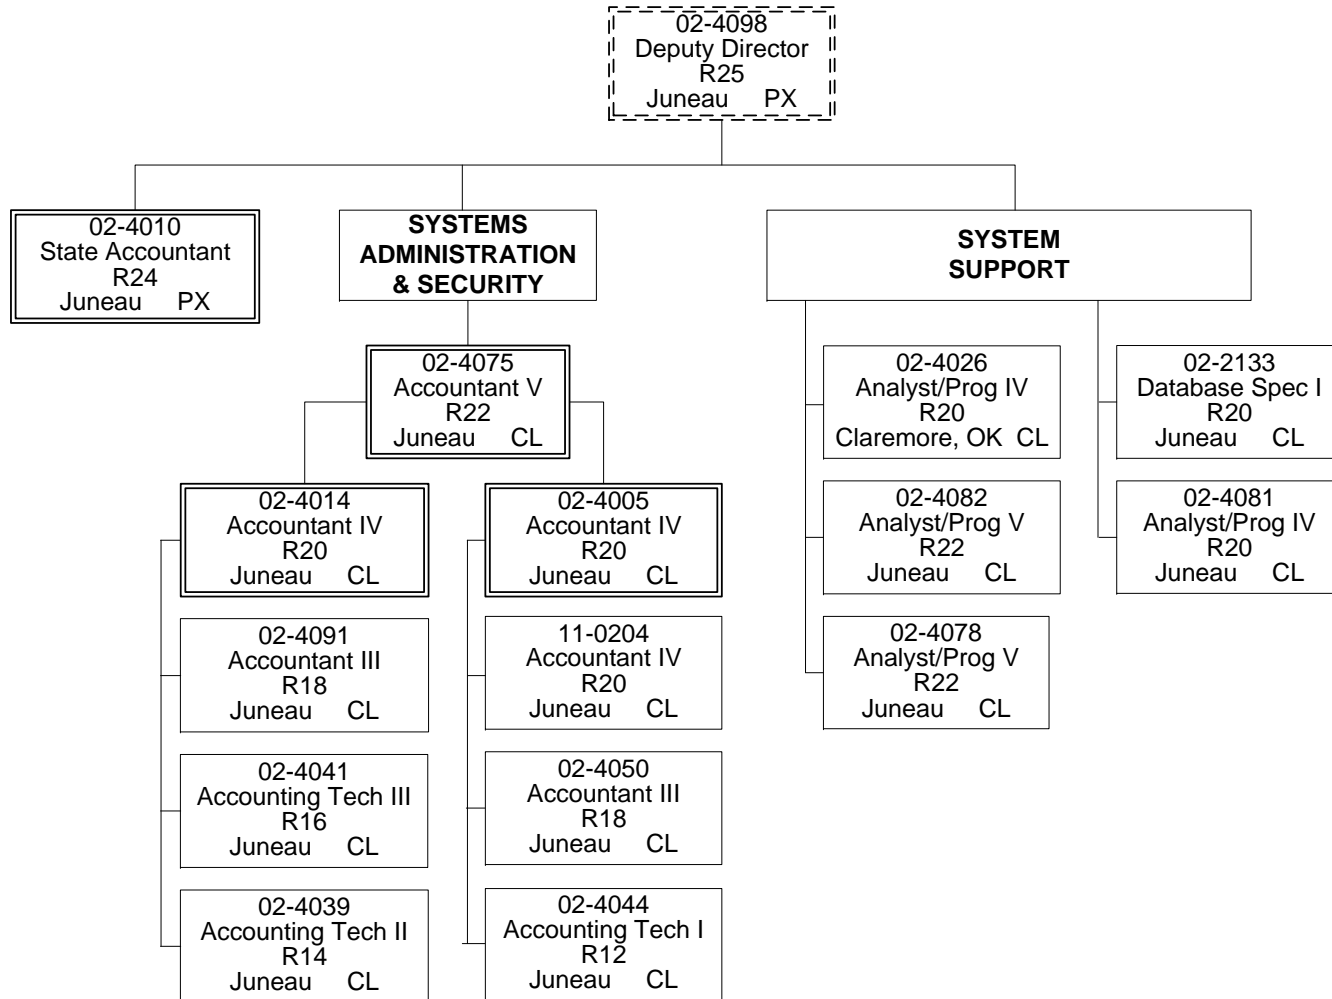 02-4098
Deputy Director
R25
Juneau PX
02-4010
State Accountant
R24
Juneau PX
SYSTEMS
ADMINISTRATION
& SECURITY
SYSTEM
SUPPORT
02-4075
Accountant V
R22
Juneau CL
02-4014
Accountant IV
R20
Juneau CL
02-4091
Accountant III
R18
Juneau CL
02-4041
Accounting Tech III
R16
Juneau CL
02-4039
Accounting Tech II
R14
Juneau CL
02-4005
Accountant IV
R20
Juneau CL
11-0204
Accountant IV
R20
Juneau CL
02-4050
Accountant III
R18
Juneau CL
02-4044
Accounting Tech I
R12
Juneau CL
02-4026
Analyst/Prog IV
R20
Claremore, OK CL
02-4082
Analyst/Prog V
R22
Juneau CL
02-4078
Analyst/Prog V
R22
Juneau CL
02-2133
Database Spec I
R20
Juneau CL
02-4081
Analyst/Prog IV
R20
Juneau CL